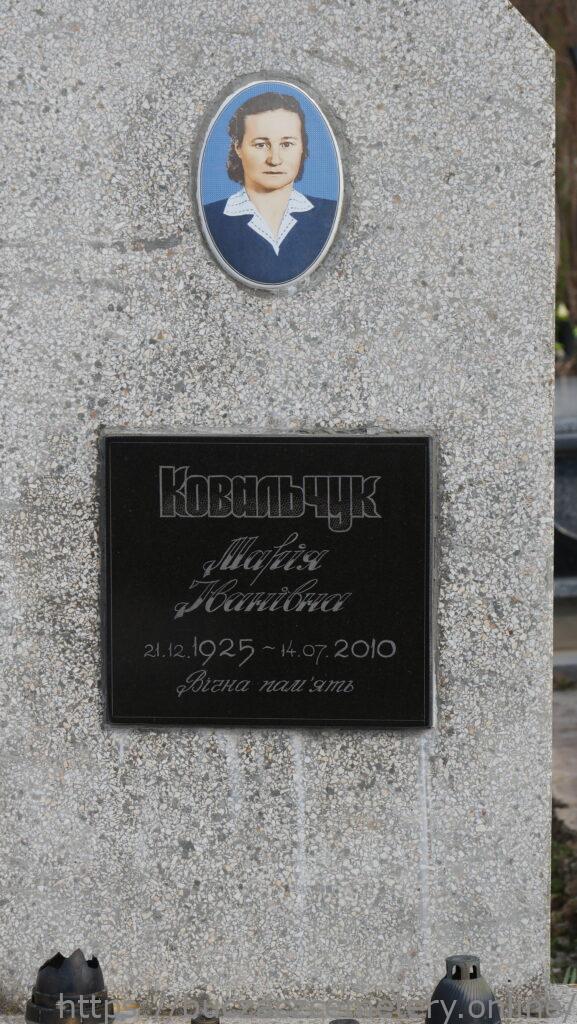 Ковальчук
Марія
Іванівна
21.12.1925 ~ 14.07.2010
Вічна пам'ять